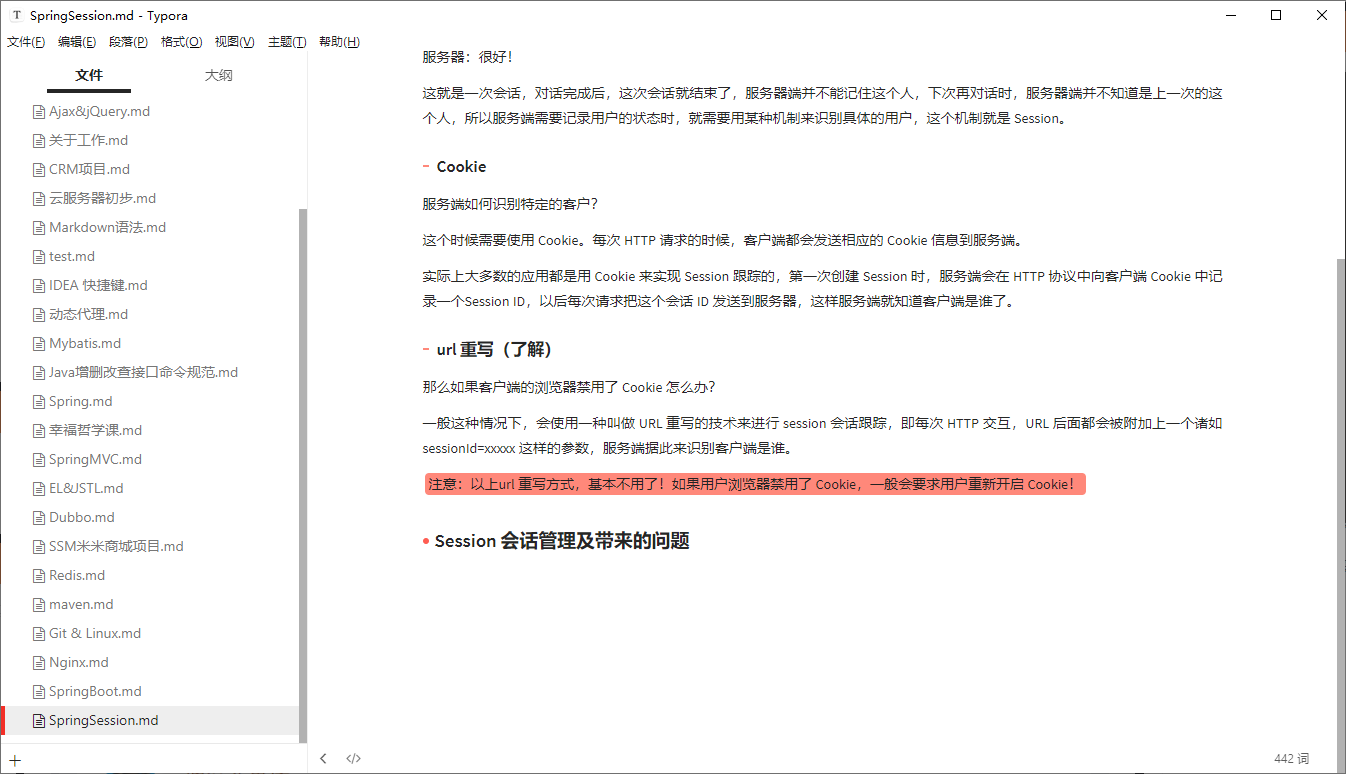 SpringSession.md - Typora
文件(F) 编辑(E) 段落(P) 格式(O) 视图(V) 主题(T) 帮助(H)
文件 大纲
Ajax&jQuery.md
关于工作.md
CRM项目.md
云服务器初步.md
Markdown语法.md
test.md
IDEA 快捷键.md
动态代理.md
Mybatis.md
Java增删改查接口命令规范.md
Spring.md
幸福哲学课.md
SpringMVC.md
EL&JSTL.md
Dubbo.md
SSM米米商城项目.md
Redis.md
maven.md
Git & Linux.md
Nginx.md
SpringBoot.md
SpringSession.md
服务器：很好！
这就是一次会话，对话完成后，这次会话就结束了，服务器端并不能记住这个人，下次再对话时，服务器端并不知道是上一次的这
个人，所以服务端需要记录用户的状态时，就需要用某种机制来识别具体的用户，这个机制就是 Session。
- Cookie
服务端如何识别特定的客户？
这个时候需要使用 Cookie。每次 HTTP 请求的时候，客户端都会发送相应的 Cookie 信息到服务端。
实际上大多数的应用都是用 Cookie 来实现 Session 跟踪的，第一次创建 Session 时，服务端会在 HTTP 协议中向客户端 Cookie 中记
录一个Session ID，以后每次请求把这个会话 ID 发送到服务器，这样服务端就知道客户端是谁了。
- url 重写（了解）
那么如果客户端的浏览器禁用了 Cookie 怎么办？
一般这种情况下，会使用一种叫做 URL 重写的技术来进行 session 会话跟踪，即每次 HTTP 交互，URL 后面都会被附加上一个诸如
sessionId=xxxxx 这样的参数，服务端据此来识别客户端是谁。
注意：以上url 重写方式，基本不用了！如果用户浏览器禁用了 Cookie，一般会要求用户重新开启 Cookie！
• Session 会话管理及带来的问题
442 词